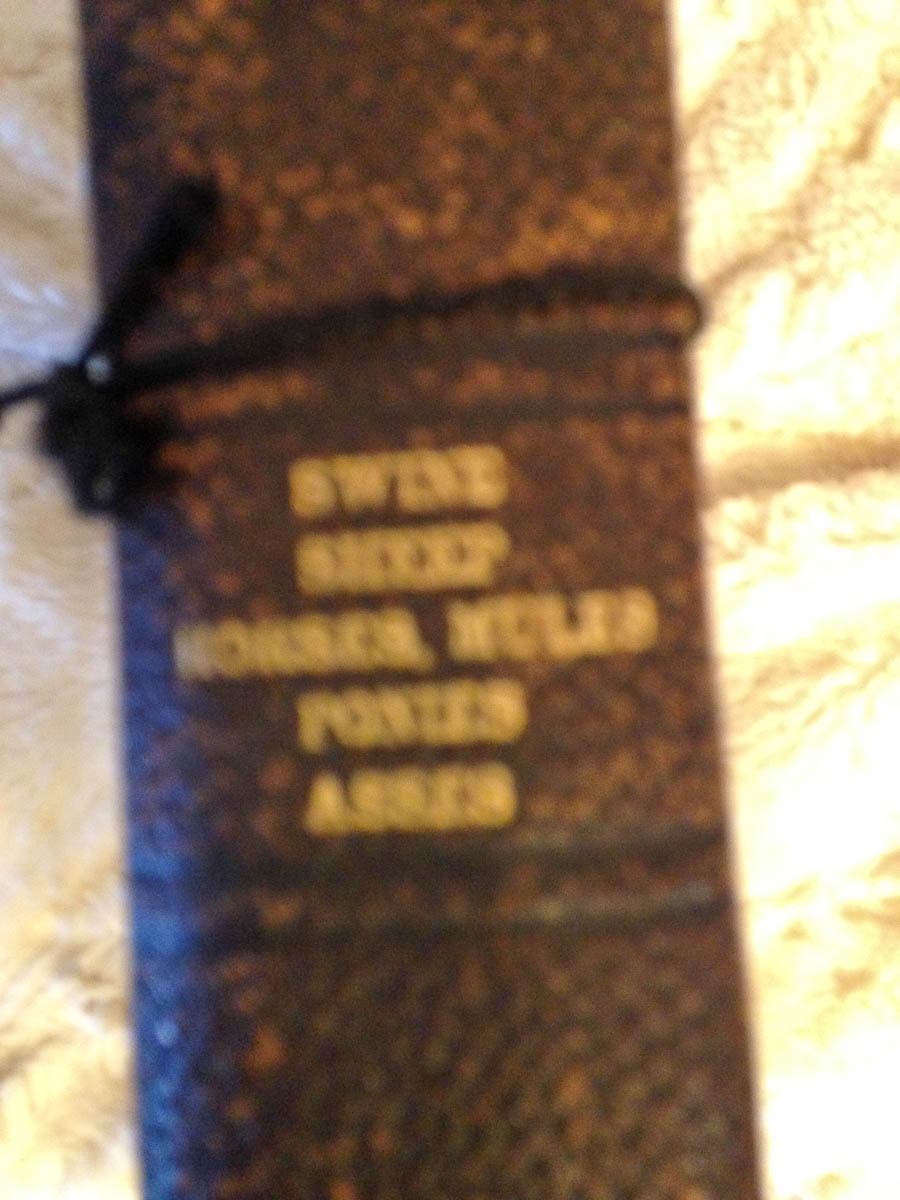 SWINE
SHEEP
HORSES, MULES
PONIES
ASSES